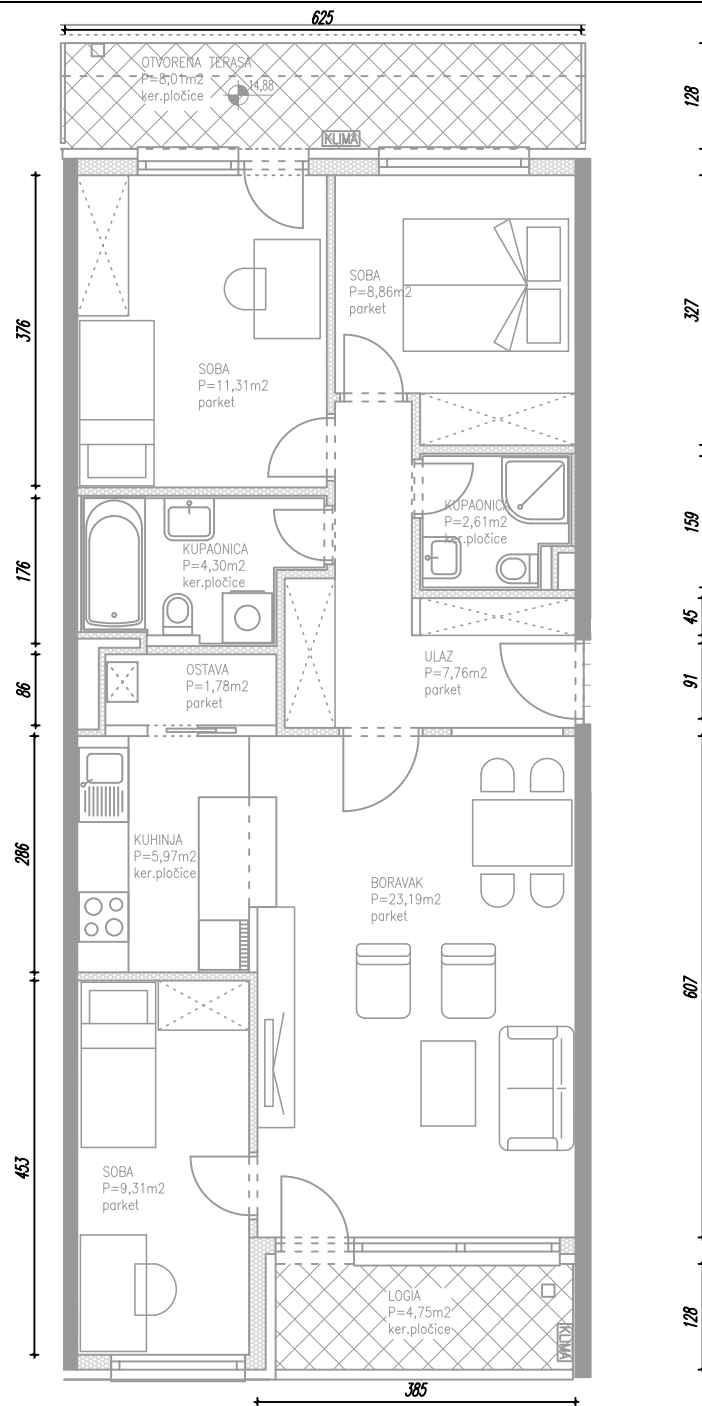 625
OTVORENA TERASA
P=8,01m2
ker.pločice
14,88
KLIMA
128
376
327
SOBA
P=8,86m2
parket
SOBA
P=11,31m2
parket
KUPAONICA
P=2,61m2
ker.pločice
159
176
KUPAONICA
P=4,30m2
ker.pločice
45
ULAZ
P=7,76m2
parket
91
86
OSTAVA
P=1,78m2
parket
286
KUHINJA
P=5,97m2
ker.pločice
BORAVAK
P=23,19m2
parket
607
453
SOBA
P=9,31m2
parket
LOGIA
P=4,75m2
ker.pločice
KLIMA
128
385